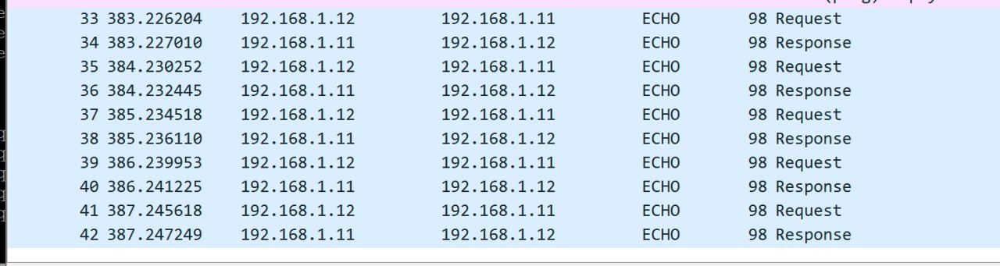 33 383.226204 192.168.1.12 192.168.1.11 ECHO 98 Request
34 383.227010 192.168.1.11 192.168.1.12 ECHO 98 Response
35 384.230252 192.168.1.12 192.168.1.11 ECHO 98 Request
36 384.232445 192.168.1.11 192.168.1.12 ECHO 98 Response
37 385.234518 192.168.1.12 192.168.1.11 ECHO 98 Request
38 385.236110 192.168.1.11 192.168.1.12 ECHO 98 Response
39 386.239953 192.168.1.12 192.168.1.11 ECHO 98 Request
40 386.241225 192.168.1.11 192.168.1.12 ECHO 98 Response
41 387.245618 192.168.1.12 192.168.1.11 ECHO 98 Request
42 387.247249 192.168.1.11 192.168.1.12 ECHO 98 Response